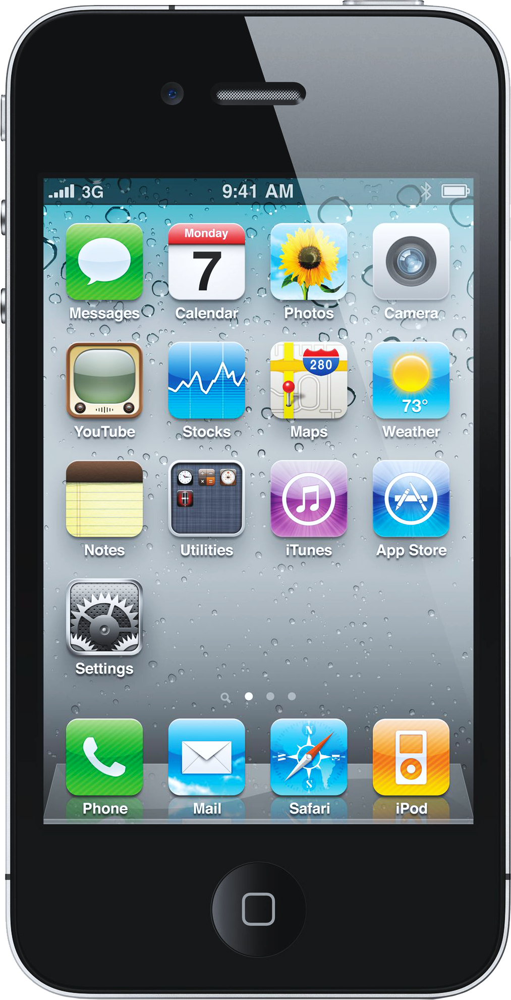 3G 9:41 AM
Monday
7
Messages Calendar Photos Camera
280
73°
YouTube Stocks Maps Weather
Notes Utilities iTunes App Store
Settings
N
W E
S
Phone Mail Safari iPod